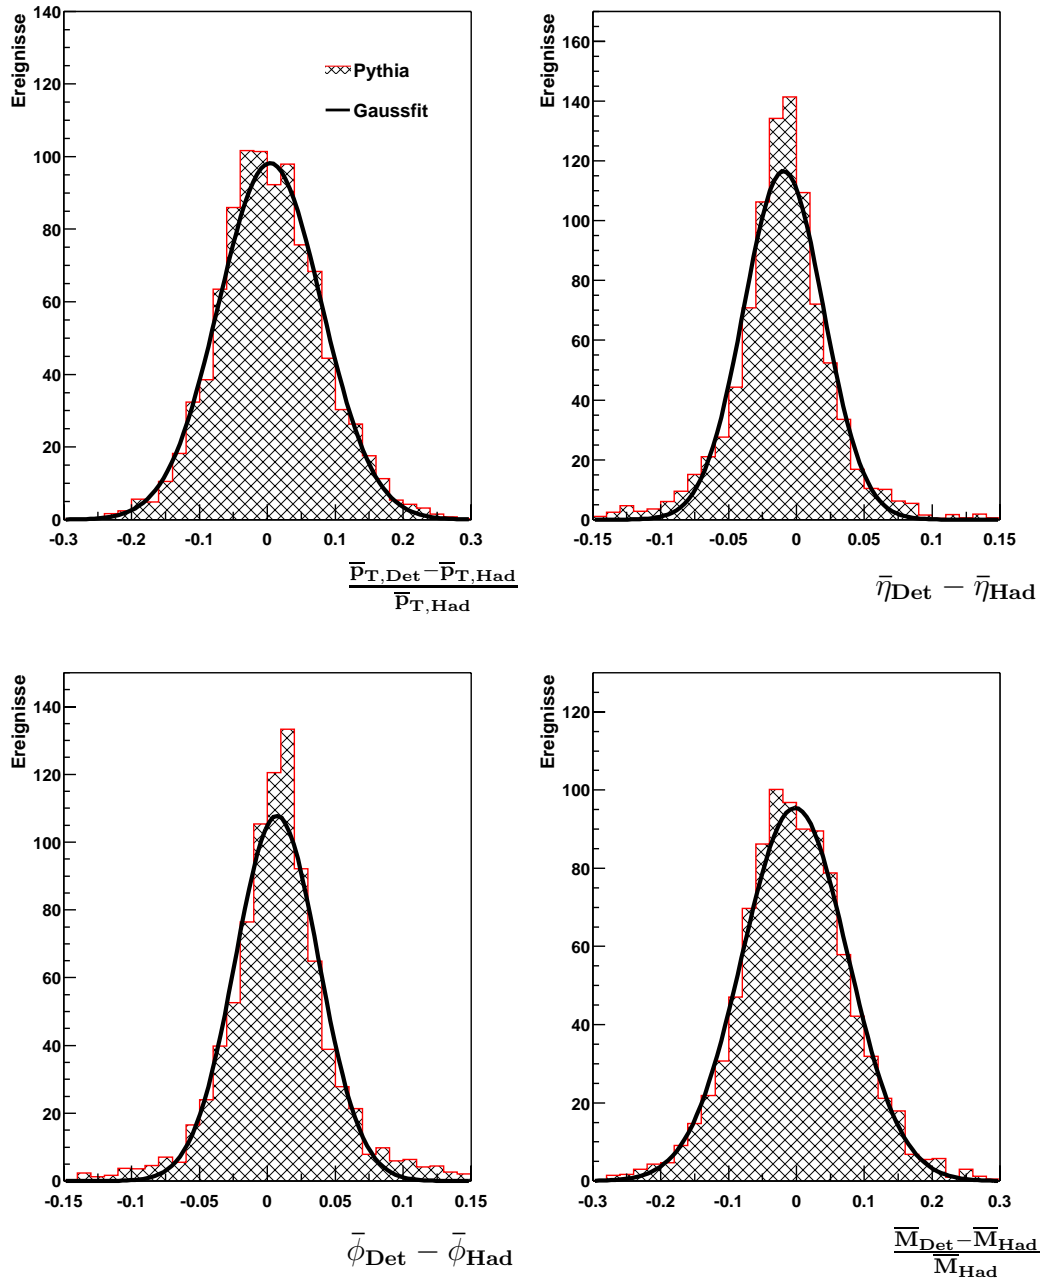 Ereignisse
140
120
100
80
60
40
20
0
-0.3 -0.2 -0.1 0 0.1 0.2 0.3
Pythia
Gaussfit
p̅T,Det−p̅T,Had
p̅T,Had
Ereignisse
160
140
120
100
80
60
40
20
0
-0.15 -0.1 -0.05 -0 0.05 0.1 0.15
η̄Det − η̄Had
Ereignisse
140
120
100
80
60
40
20
0
-0.15 -0.1 -0.05 0 0.05 0.1 0.15
ϕ̄Det − ϕ̄Had
Ereignisse
120
100
80
60
40
20
0
-0.3 -0.2 -0.1 0 0.1 0.2 0.3
M̅Det−M̅Had
M̅Had